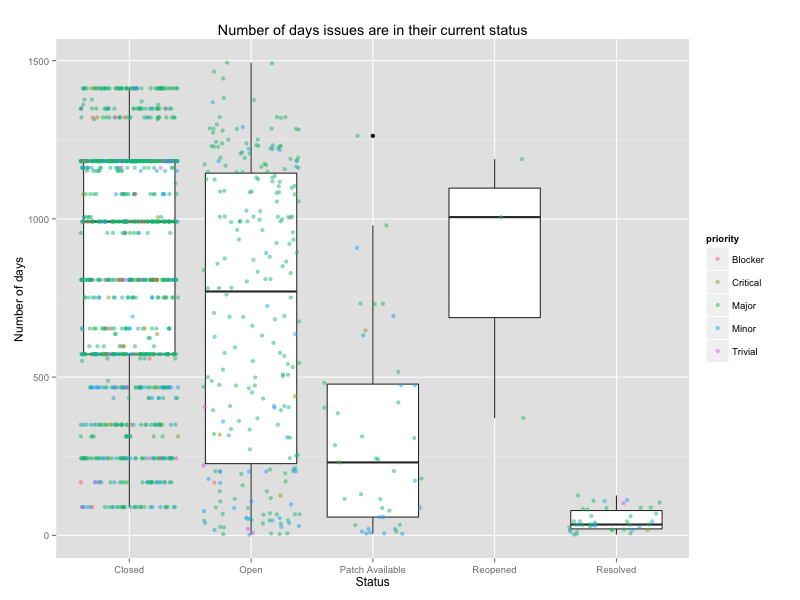 Number of days issues are in their current status
Number of days
1500
1000
500
0
Closed Open Patch Available Reopened Resolved
Status
priority
Blocker
Critical
Major
Minor
Trivial